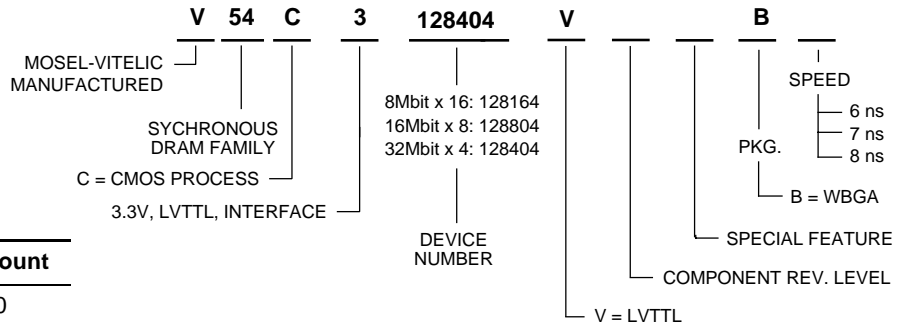 V 54 C 3 128404 V B
MOSEL-VITELIC
MANUFACTURED
SPEED
8Mbit x 16: 128164
16Mbit x 8: 128804
32Mbit x 4: 128404
6 ns
7 ns
8 ns
SYCHRONOUS
DRAM FAMILY
PKG.
C = CMOS PROCESS
B = WBGA
3.3V, LVTTL, INTERFACE
DEVICE
NUMBER
SPECIAL FEATURE
ount
COMPONENT REV. LEVEL
0
V = LVTTL